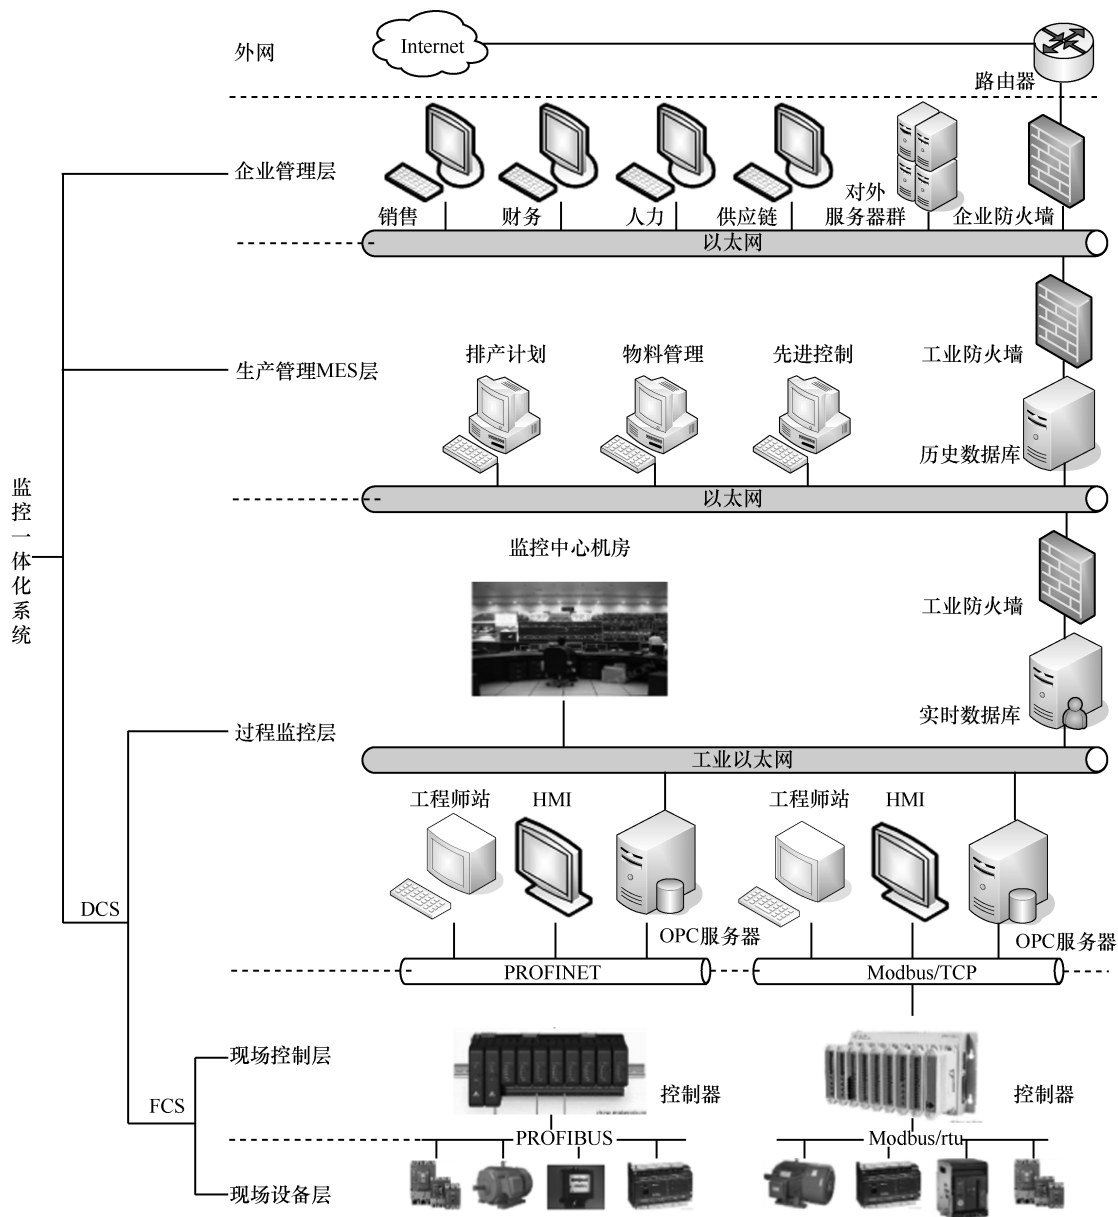 外网
Internet
路由器
企业管理层
销售
财务
人力
供应链
对外
服务器群
企业防火墙
以太网
工业防火墙
生产管理MES层
排产计划
物料管理
先进控制
历史数据库
以太网
监控中心机房
工业防火墙
监控一体化系统
实时数据库
过程监控层
工业以太网
工程师站
HMI
工程师站
HMI
DCS
OPC服务器
OPC服务器
PROFINET
Modbus/TCP
现场控制层
控制器
控制器
FCS
PROFIBUS
Modbus/rtu
现场设备层